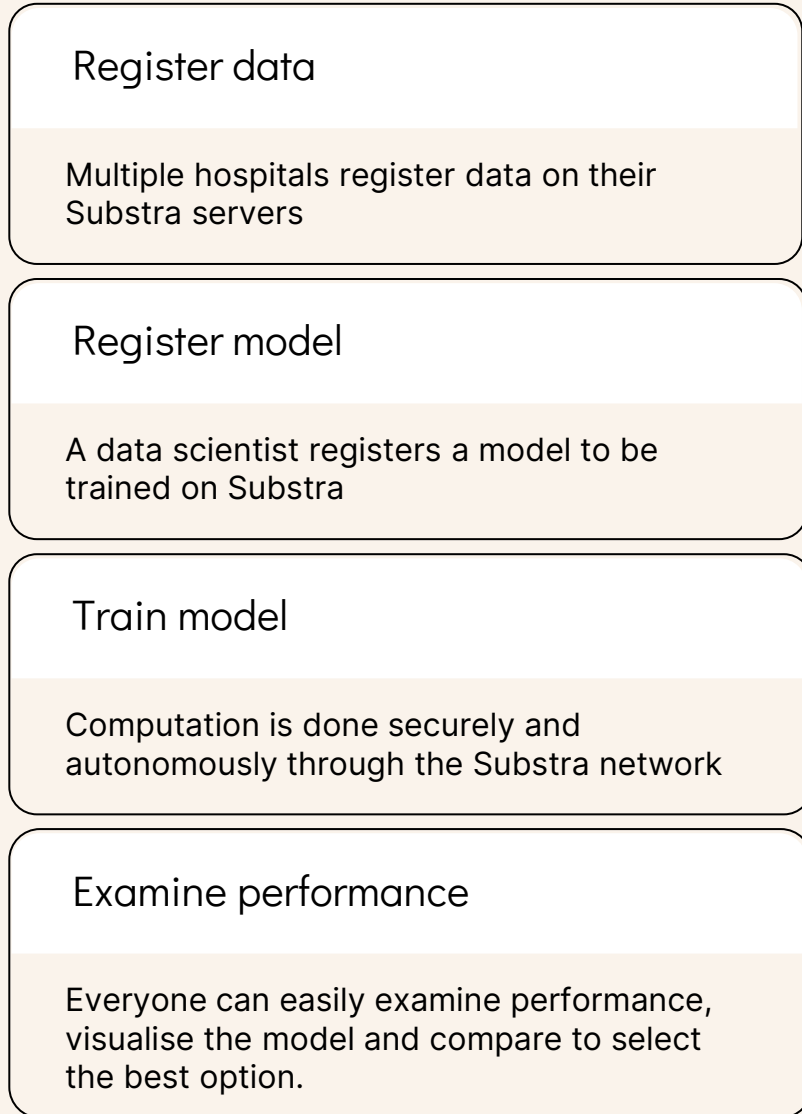 Register data
Multiple hospitals register data on their
Substra servers
Register model
A data scientist registers a model to be
trained on Substra
Train model
Computation is done securely and
autonomously through the Substra network
Examine performance
Everyone can easily examine performance,
visualise the model and compare to select
the best option.